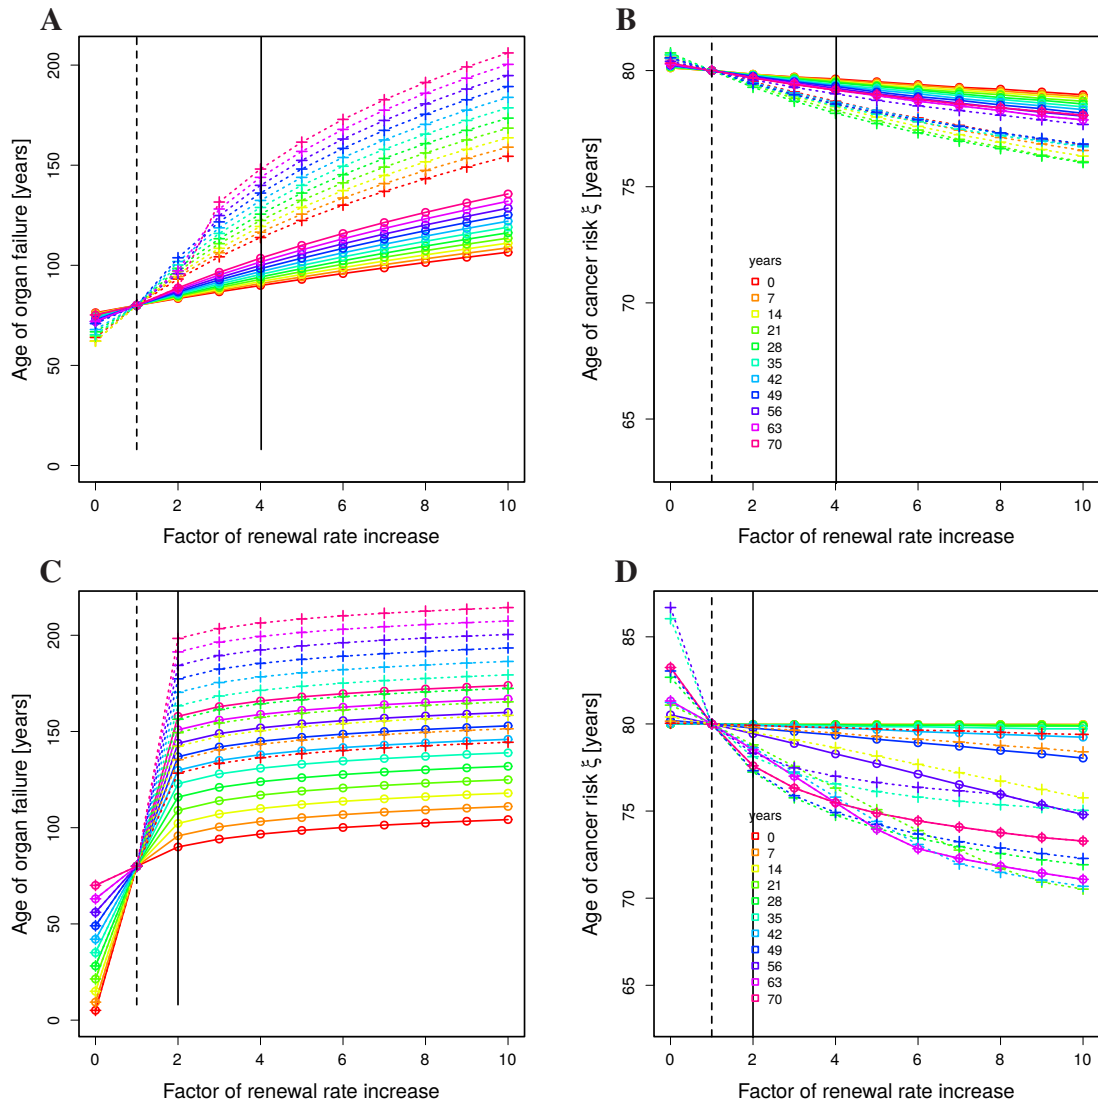 A
200
150
100
50
0
Age of organ failure [years]
0 2 4 6 8 10
Factor of renewal rate increase
B
80
75
70
65
Age of cancer risk ξ [years]
years
0
7
14
21
28
35
42
49
56
63
70
0 2 4 6 8 10
Factor of renewal rate increase
C
200
150
100
50
0
Age of organ failure [years]
0 2 4 6 8 10
Factor of renewal rate increase
D
85
80
75
70
65
Age of cancer risk ξ [years]
years
0
7
14
21
28
35
42
49
56
63
70
0 2 4 6 8 10
Factor of renewal rate increase